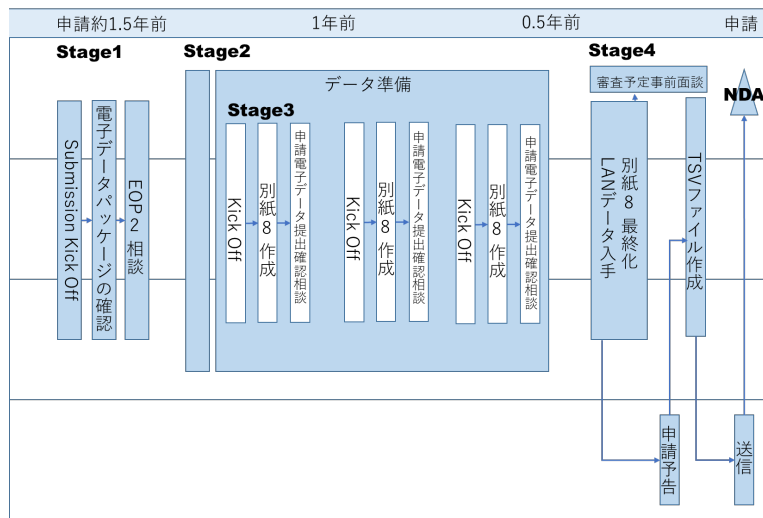 申請約1.5年前
1年前
0.5年前
申請
Stage1
Stage2
Stage4
データ準備
審査予定事前面談
NDA
Stage3
Submission Kick Off
電子データパッケージの確認
EOP2 相談
Kick Off
別紙8 作成
申請電子データ提出確認相談
Kick Off
別紙8 作成
申請電子データ提出確認相談
Kick Off
別紙8 作成
申請電子データ提出確認相談
別紙8 最終化
LANデータ入手
TSVファイル作成
申請予告
送信